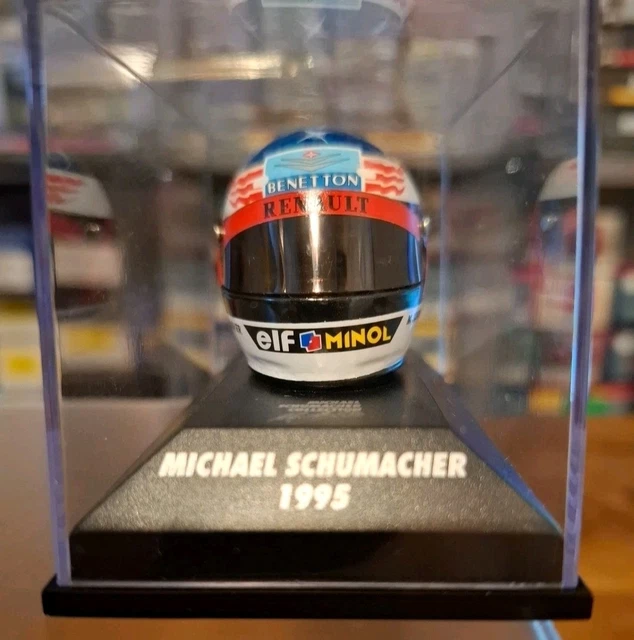 BENETTON
RENAULT
elf MINOL
MICHAEL SCHUMACHER
1995